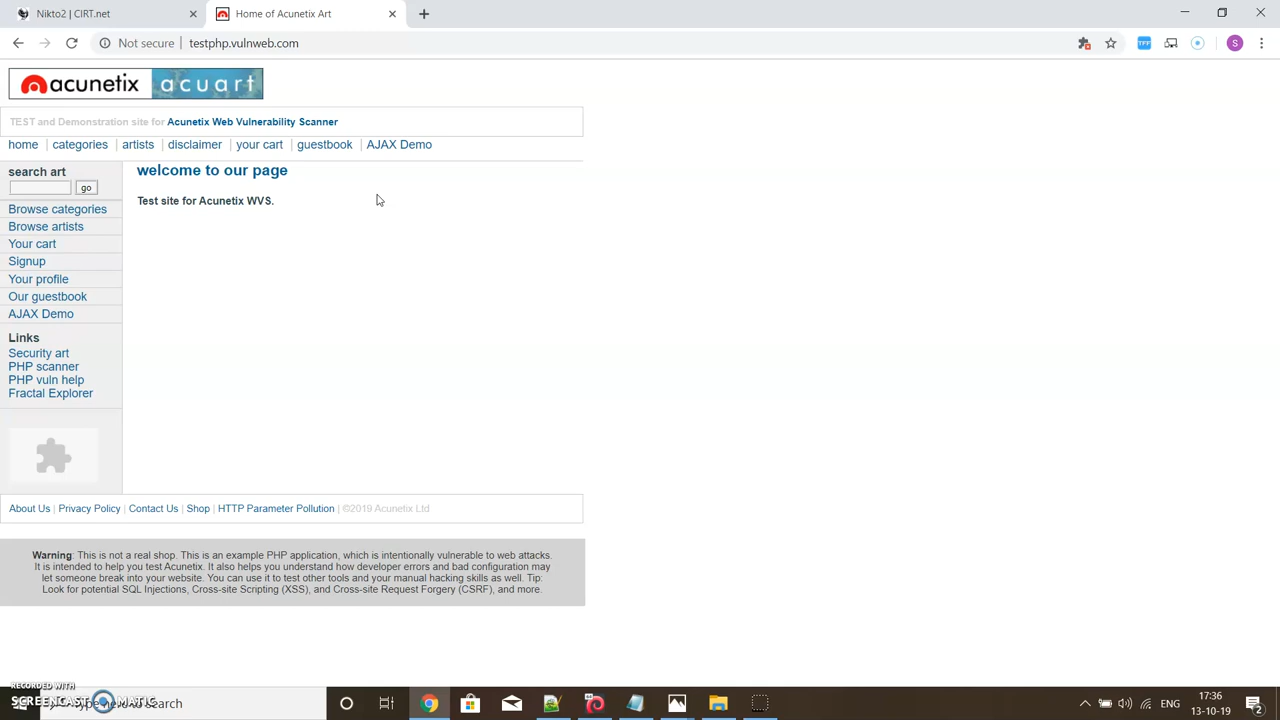 Nikto2 | CIRT.net
Home of Acunetix Art
Not secure | testphp.vulnweb.com
TFF
S
acunetix acuart
TEST and Demonstration site for Acunetix Web Vulnerability Scanner
home | categories | artists | disclaimer | your cart | guestbook | AJAX Demo
search art
go
Browse categories
Browse artists
Your cart
Signup
Your profile
Our guestbook
AJAX Demo
Links
Security art
PHP scanner
PHP vuln help
Fractal Explorer
welcome to our page
Test site for Acunetix WVS.
About Us | Privacy Policy | Contact Us | Shop | HTTP Parameter Pollution | ©2019 Acunetix Ltd
Warning: This is not a real shop. This is an example PHP application, which is intentionally vulnerable to web attacks.
It is intended to help you test Acunetix. It also helps you understand how developer errors and bad configuration may
let someone break into your website. You can use it to test other tools and your manual hacking skills as well. Tip:
Look for potential SQL Injections, Cross-site Scripting (XSS), and Cross-site Request Forgery (CSRF), and more.
RECORDED WITH
SCREENCAST MATIC
search
ENG
17:36
13-10-19
2